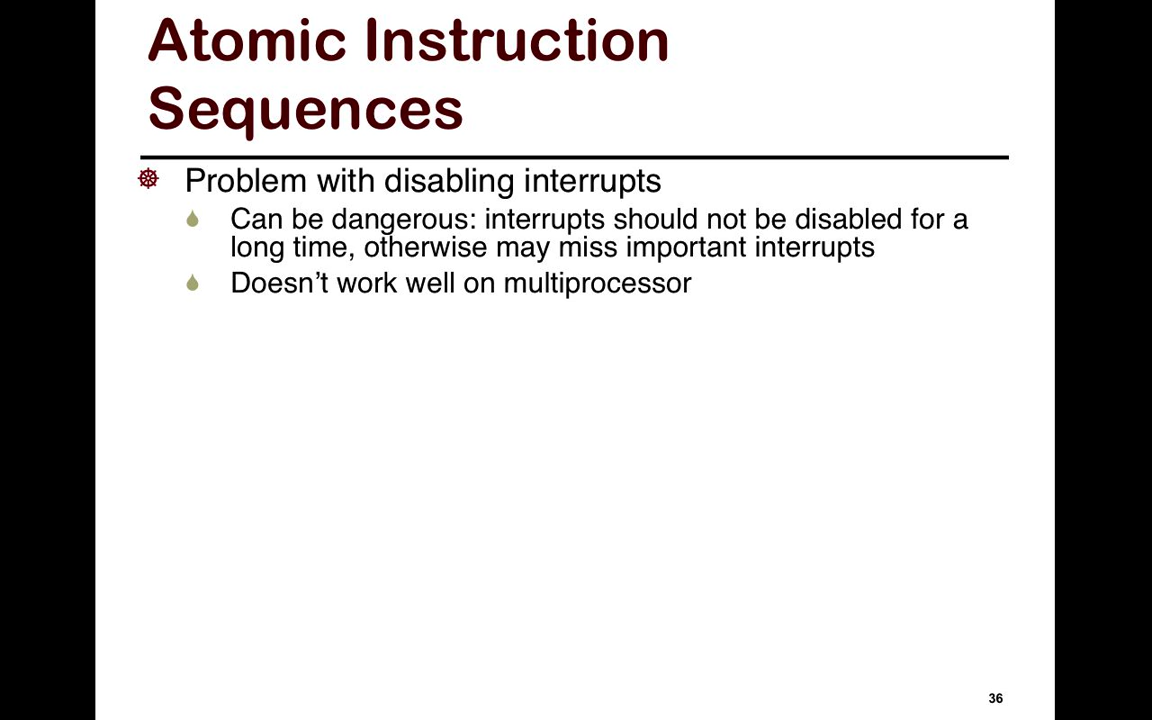 Atomic Instruction
Sequences
Problem with disabling interrupts
Can be dangerous: interrupts should not be disabled for a
long time, otherwise may miss important interrupts
Doesn’t work well on multiprocessor
36